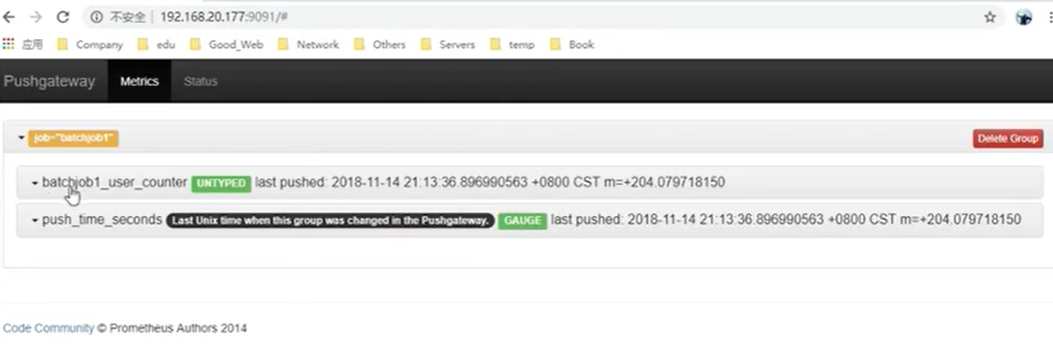 不安全 | 192.168.20.177:9091/#
应用 Company edu Good_Web Network Others Servers temp Book
Pushgateway Metrics Status
job="batchjob1" Delete Group
batchjob1_user_counter UNTYPED last pushed: 2018-11-14 21:13:36.896990563 +0800 CST m=+204.079718150
push_time_seconds Last Unix time when this group was changed in the Pushgateway. GAUGE last pushed: 2018-11-14 21:13:36.896990563 +0800 CST m=+204.079718150
Code Community © Prometheus Authors 2014